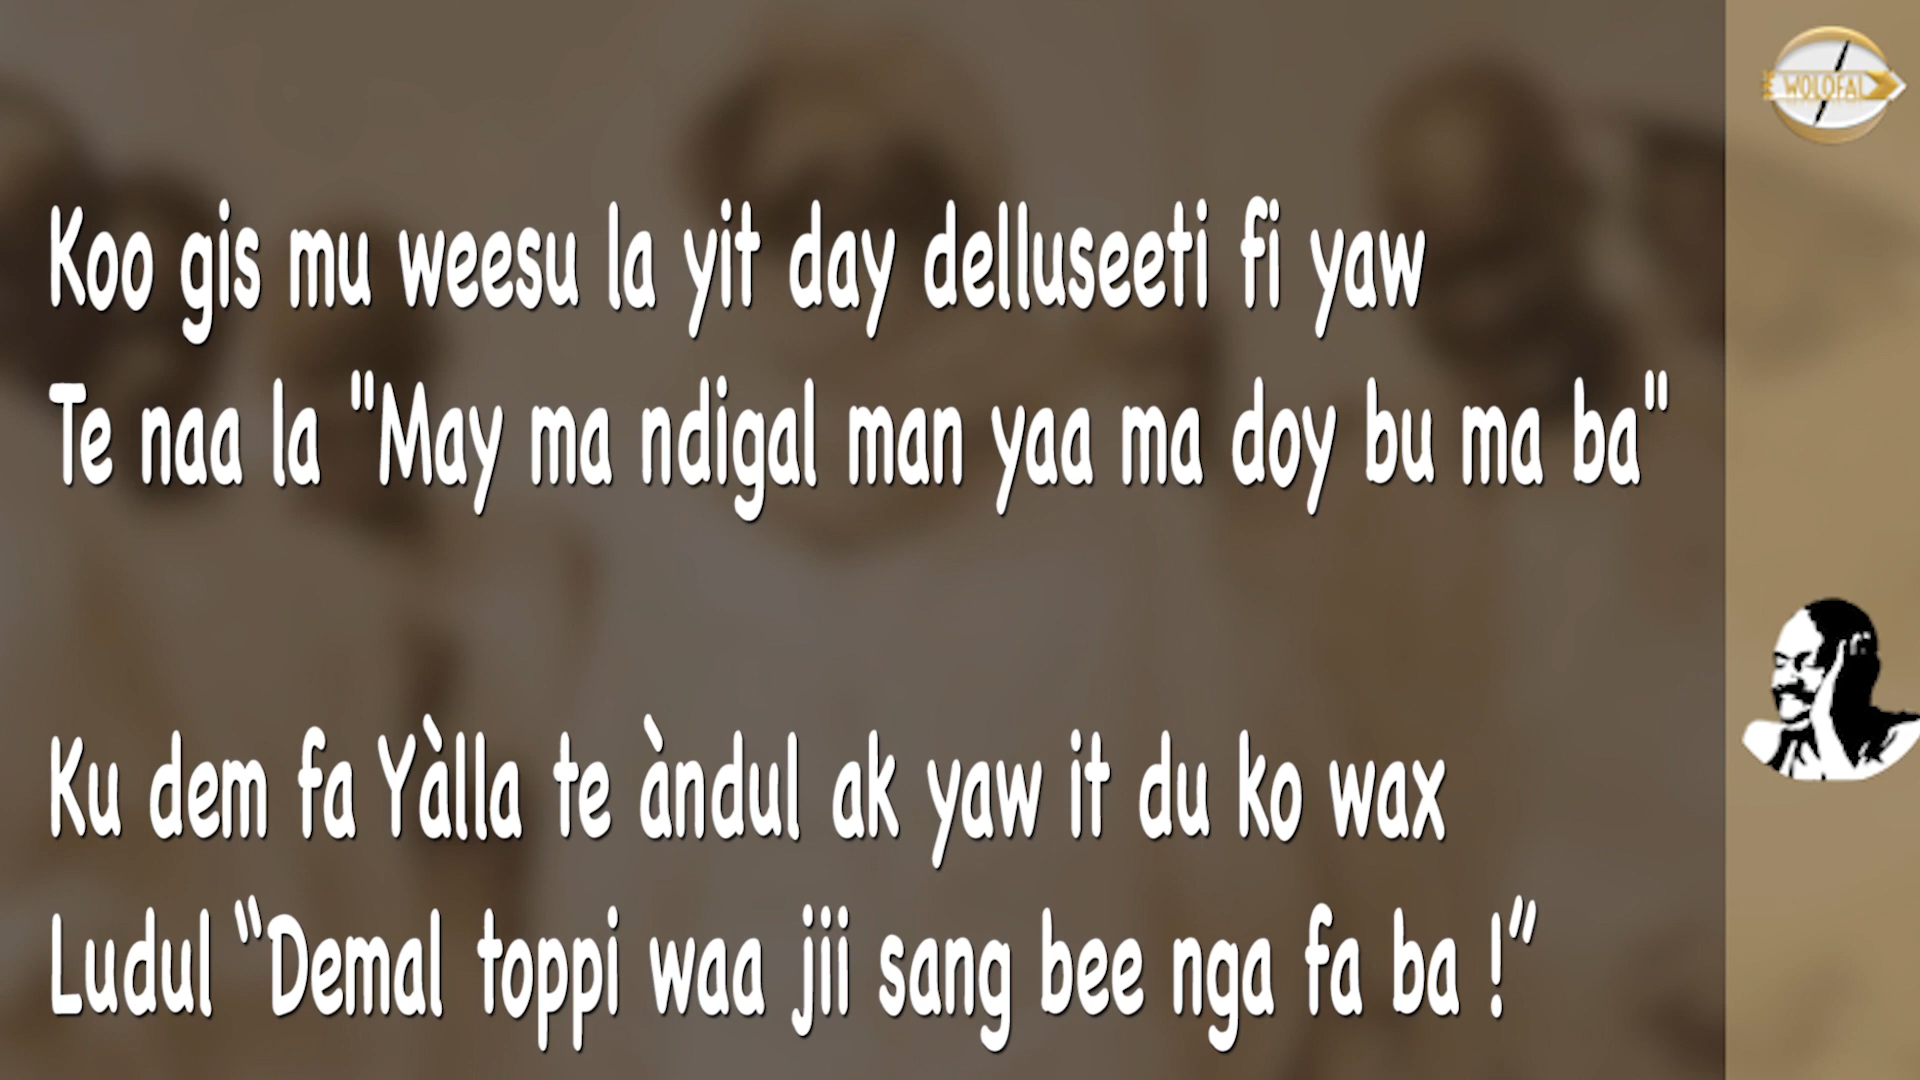 WOLOFAL
Koo gis mu weesu la yit day delluseeti fi yaw
Te naa la "May ma ndigal man yaa ma doy bu ma ba"
Ku dem fa Yàlla te àndul ak yaw it du ko wax
Ludul “Demal toppi waa jii sang bee nga fa ba !”